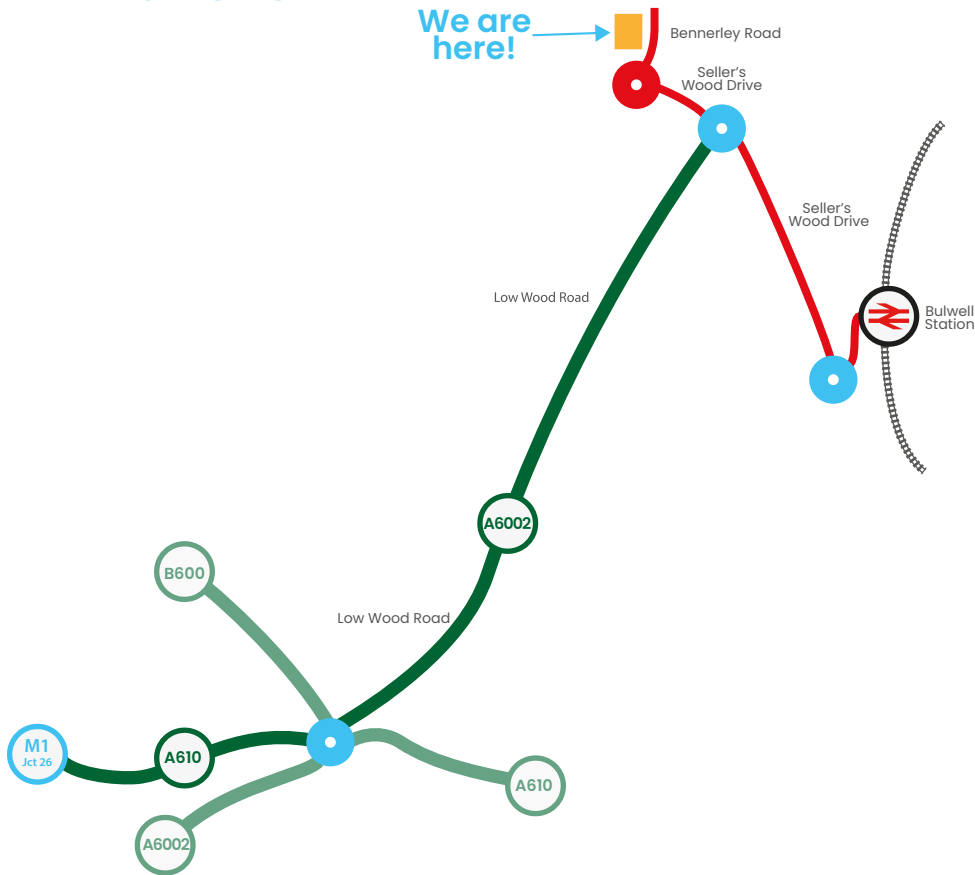 We are
here!
Bennerley Road
Seller's
Wood Drive
Seller's
Wood Drive
Low Wood Road
Bulwell
Station
A6002
B600
Low Wood Road
M1
Jct 26
A610
A610
A6002